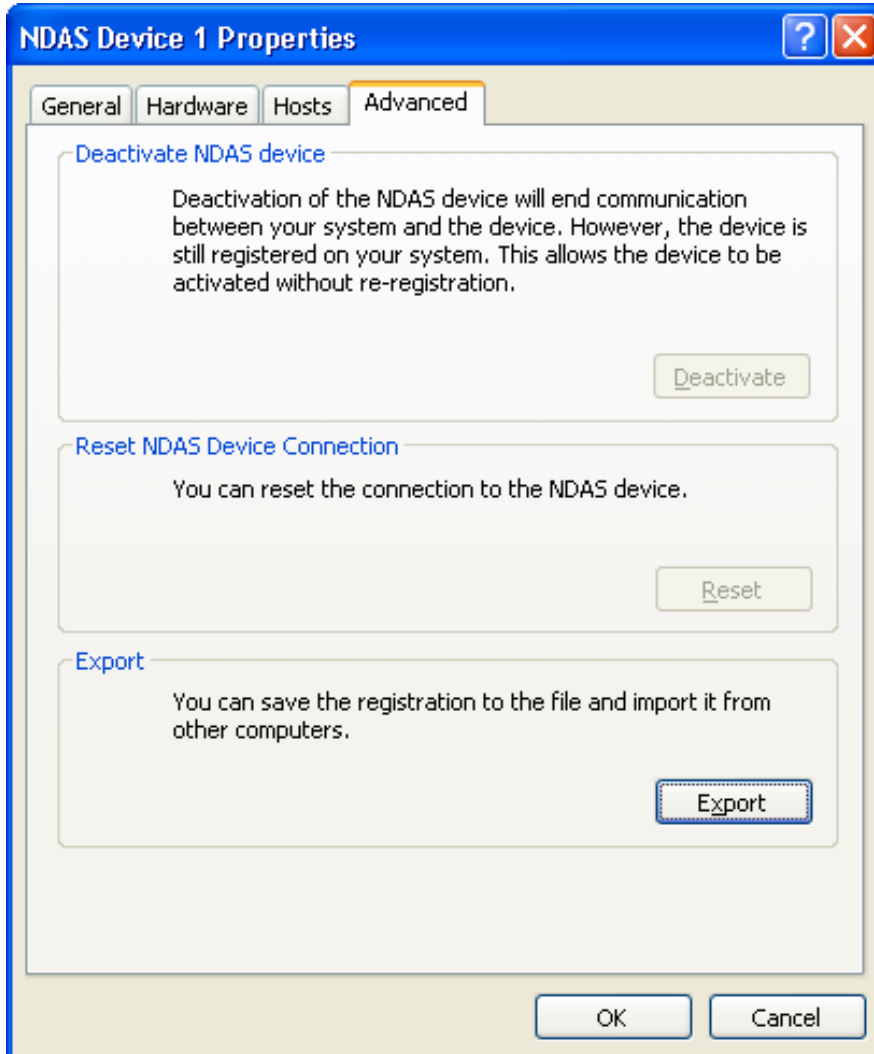 NDAS Device 1 Properties
?
General Hardware Hosts Advanced
Deactivate NDAS device
Deactivation of the NDAS device will end communication
between your system and the device. However, the device is
still registered on your system. This allows the device to be
activated without re-registration.
Deactivate
Reset NDAS Device Connection
You can reset the connection to the NDAS device.
Reset
Export
You can save the registration to the file and import it from
other computers.
Export
OK Cancel